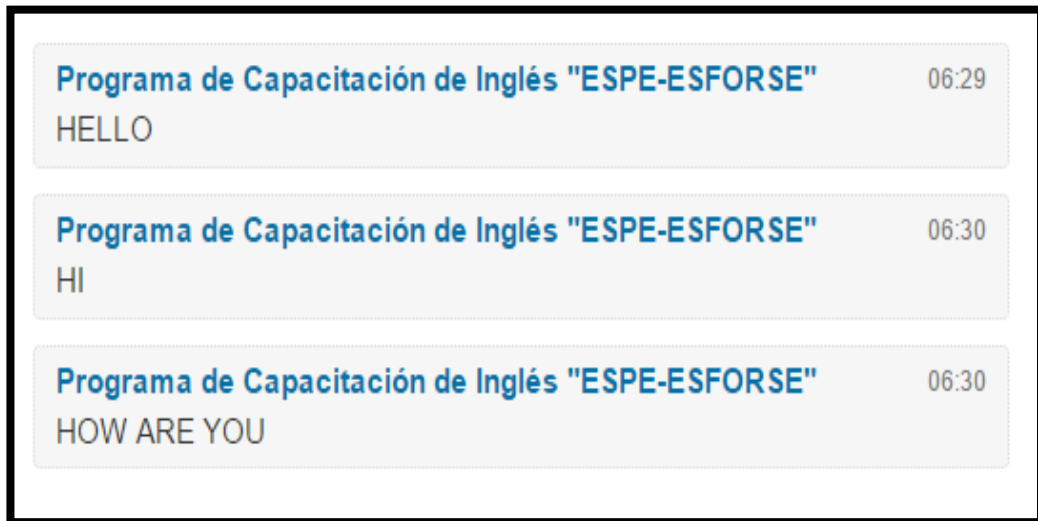 Programa de Capacitación de Inglés "ESPE-ESFORSE" 06:29
HELLO
Programa de Capacitación de Inglés "ESPE-ESFORSE" 06:30
HI
Programa de Capacitación de Inglés "ESPE-ESFORSE" 06:30
HOW ARE YOU